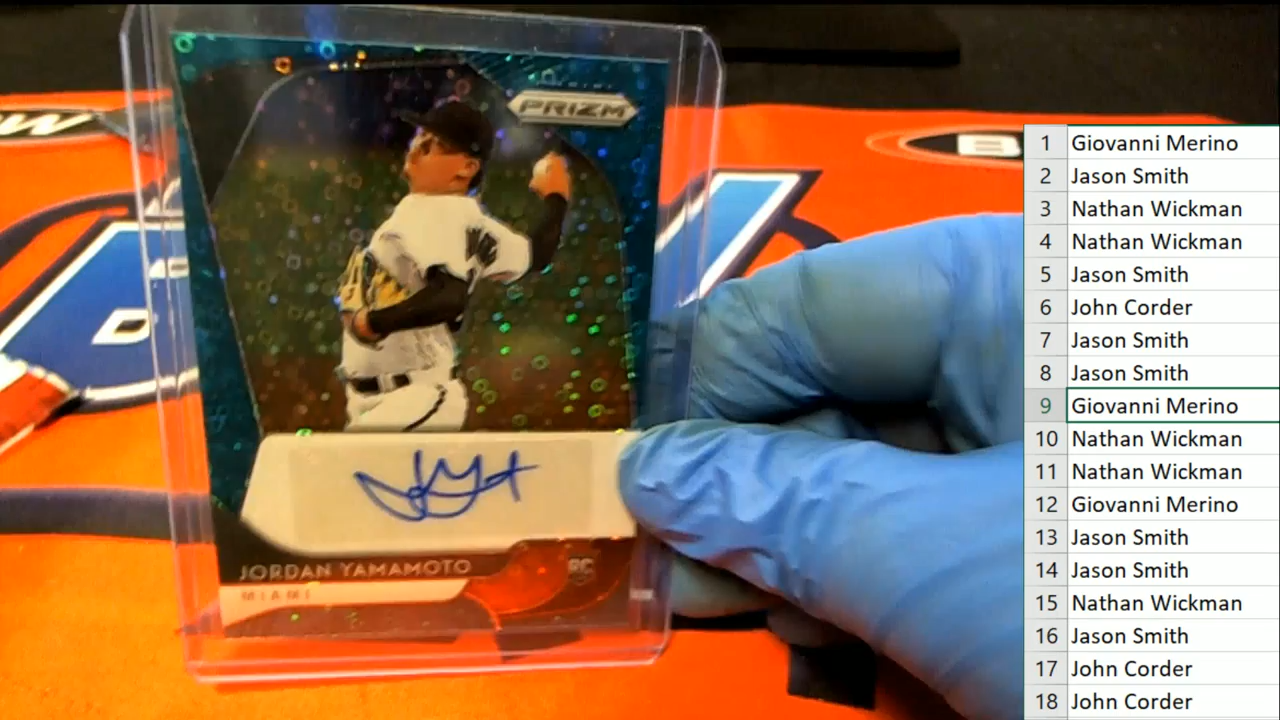 OW
PANINI
PRIZM
B
D
JORDAN YAMAMOTO
RC
MIAMI
1 Giovanni Merino
2 Jason Smith
3 Nathan Wickman
4 Nathan Wickman
5 Jason Smith
6 John Corder
7 Jason Smith
8 Jason Smith
9 Giovanni Merino
10 Nathan Wickman
11 Nathan Wickman
12 Giovanni Merino
13 Jason Smith
14 Jason Smith
15 Nathan Wickman
16 Jason Smith
17 John Corder
18 John Corder